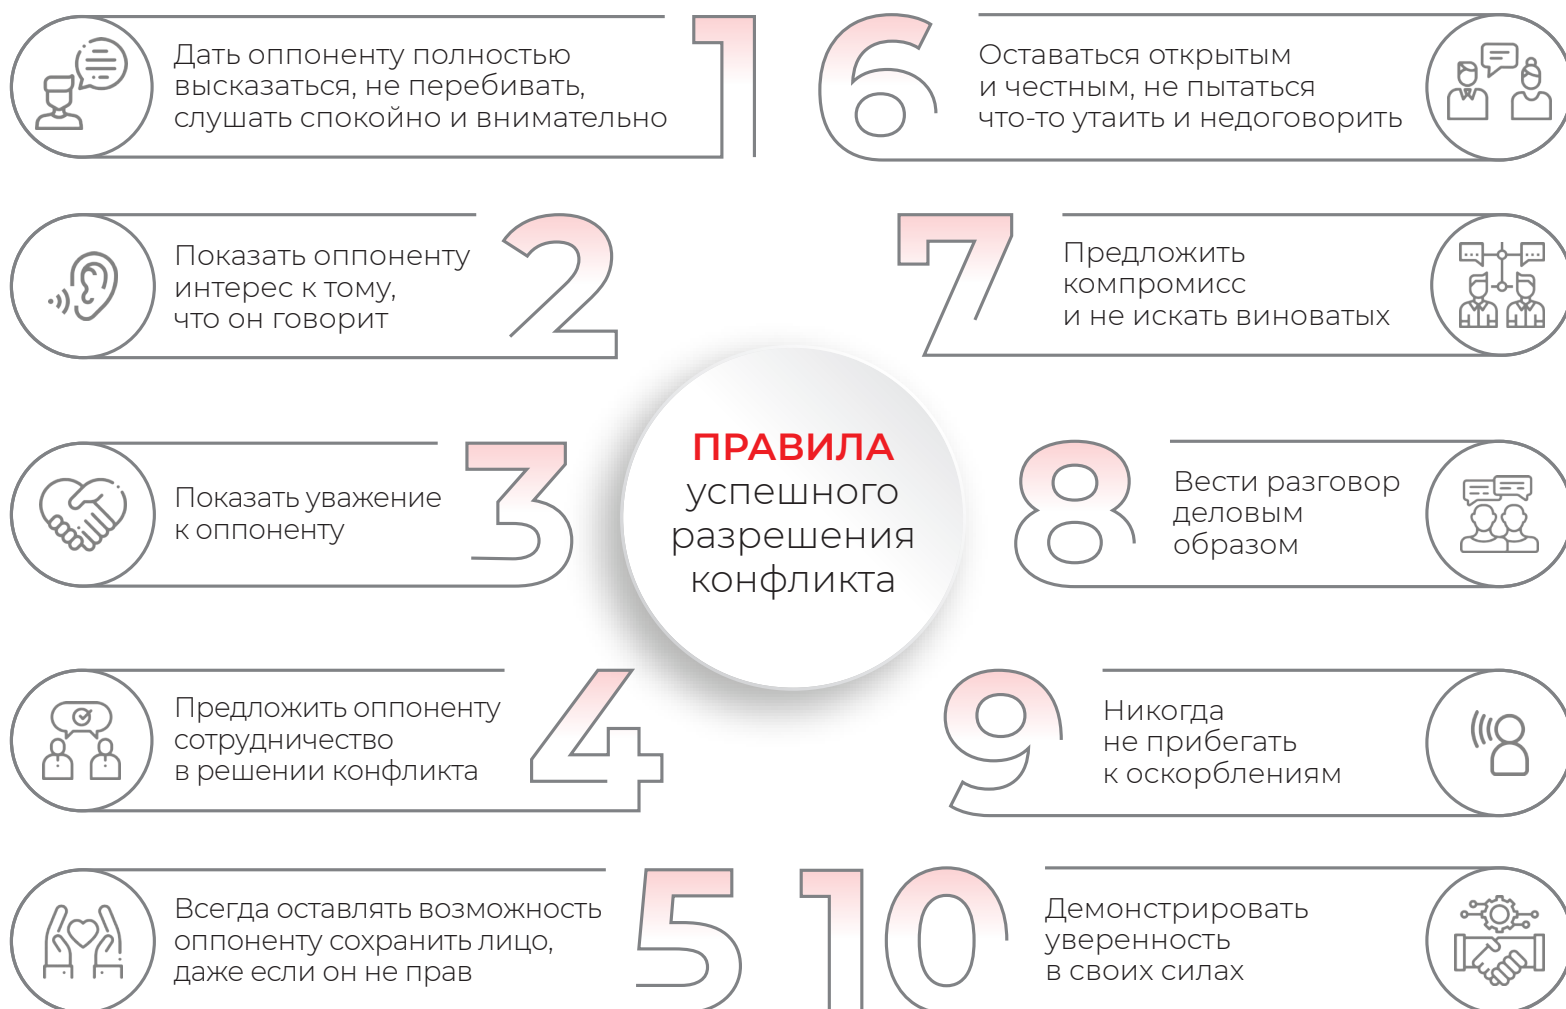 Дать оппоненту полностью
высказаться, не перебивать,
слушать спокойно и внимательно
1
Показать оппоненту
интерес к тому,
что он говорит
2
Показать уважение
к оппоненту
3
Предложить оппоненту
сотрудничество
в решении конфликта
4
Всегда оставлять возможность
оппоненту сохранить лицо,
даже если он не прав
5
ПРАВИЛА
успешного
разрешения
конфликта
6
Оставаться открытым
и честным, не пытаться
что-то утаить и недоговорить
7
Предложить
компромисс
и не искать виноватых
8
Вести разговор
деловым
образом
9
Никогда
не прибегать
к оскорблениям
10
Демонстрировать
уверенность
в своих силах